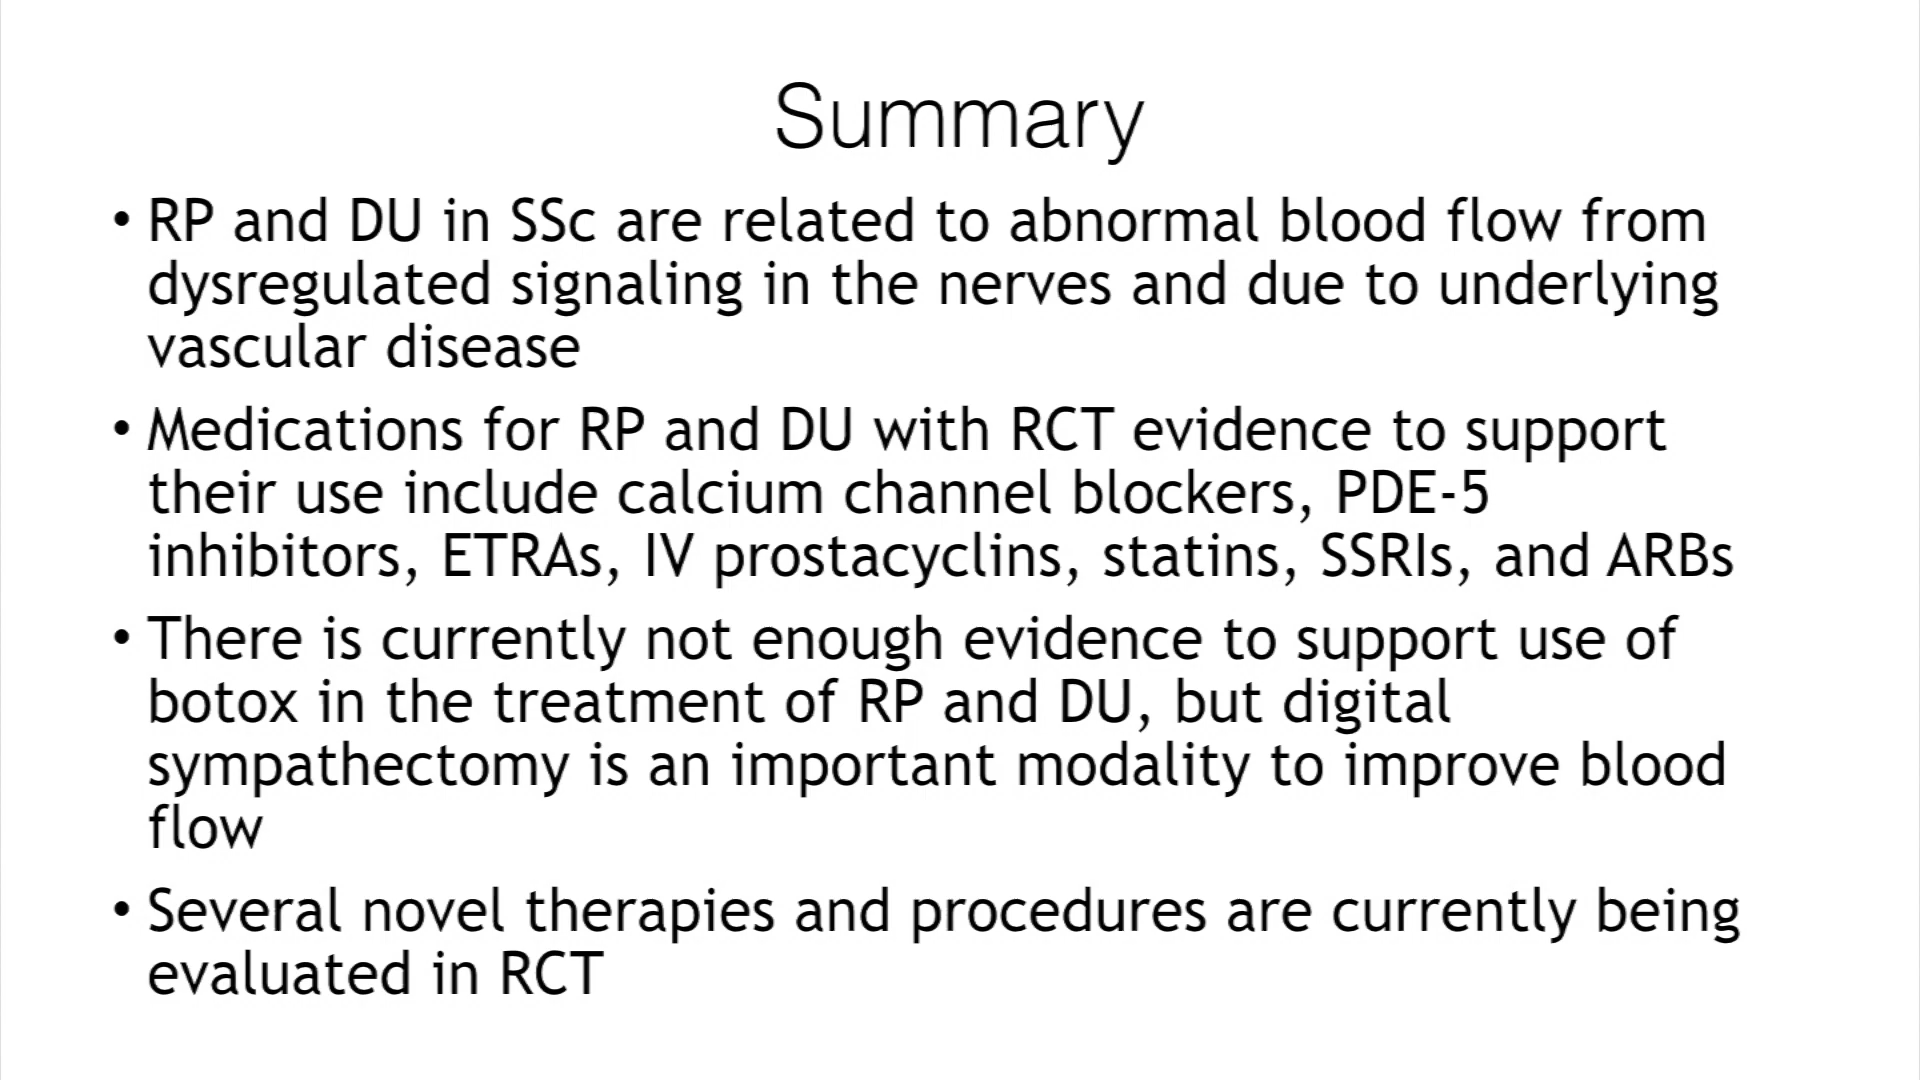 Summary
• RP and DU in SSc are related to abnormal blood flow from
dysregulated signaling in the nerves and due to underlying
vascular disease
• Medications for RP and DU with RCT evidence to support
their use include calcium channel blockers, PDE-5
inhibitors, ETRAs, IV prostacyclins, statins, SSRIs, and ARBs
• There is currently not enough evidence to support use of
botox in the treatment of RP and DU, but digital
sympathectomy is an important modality to improve blood
flow
• Several novel therapies and procedures are currently being
evaluated in RCT